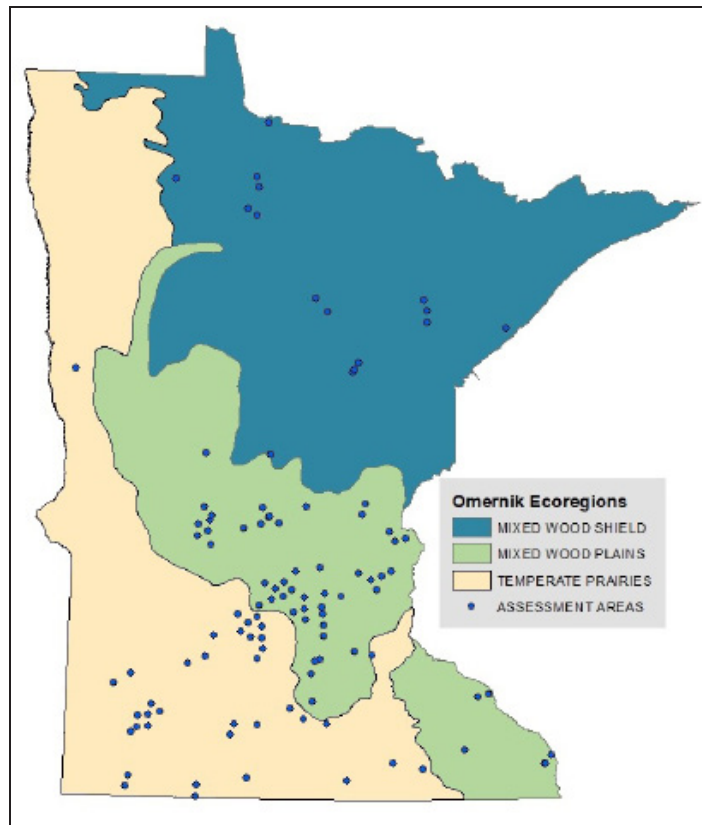 Omernik Ecoregions
MIXED WOOD SHIELD
MIXED WOOD PLAINS
TEMPERATE PRAIRIES
ASSESSMENT AREAS